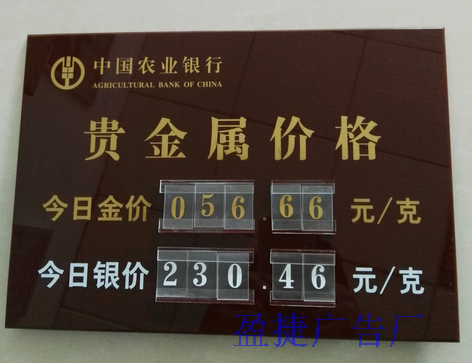 中国农业银行
AGRICULTURAL BANK OF CHINA
贵金属价格
今日金价 056.66 元/克
今日银价 230.46 元/克
盈捷广告厂